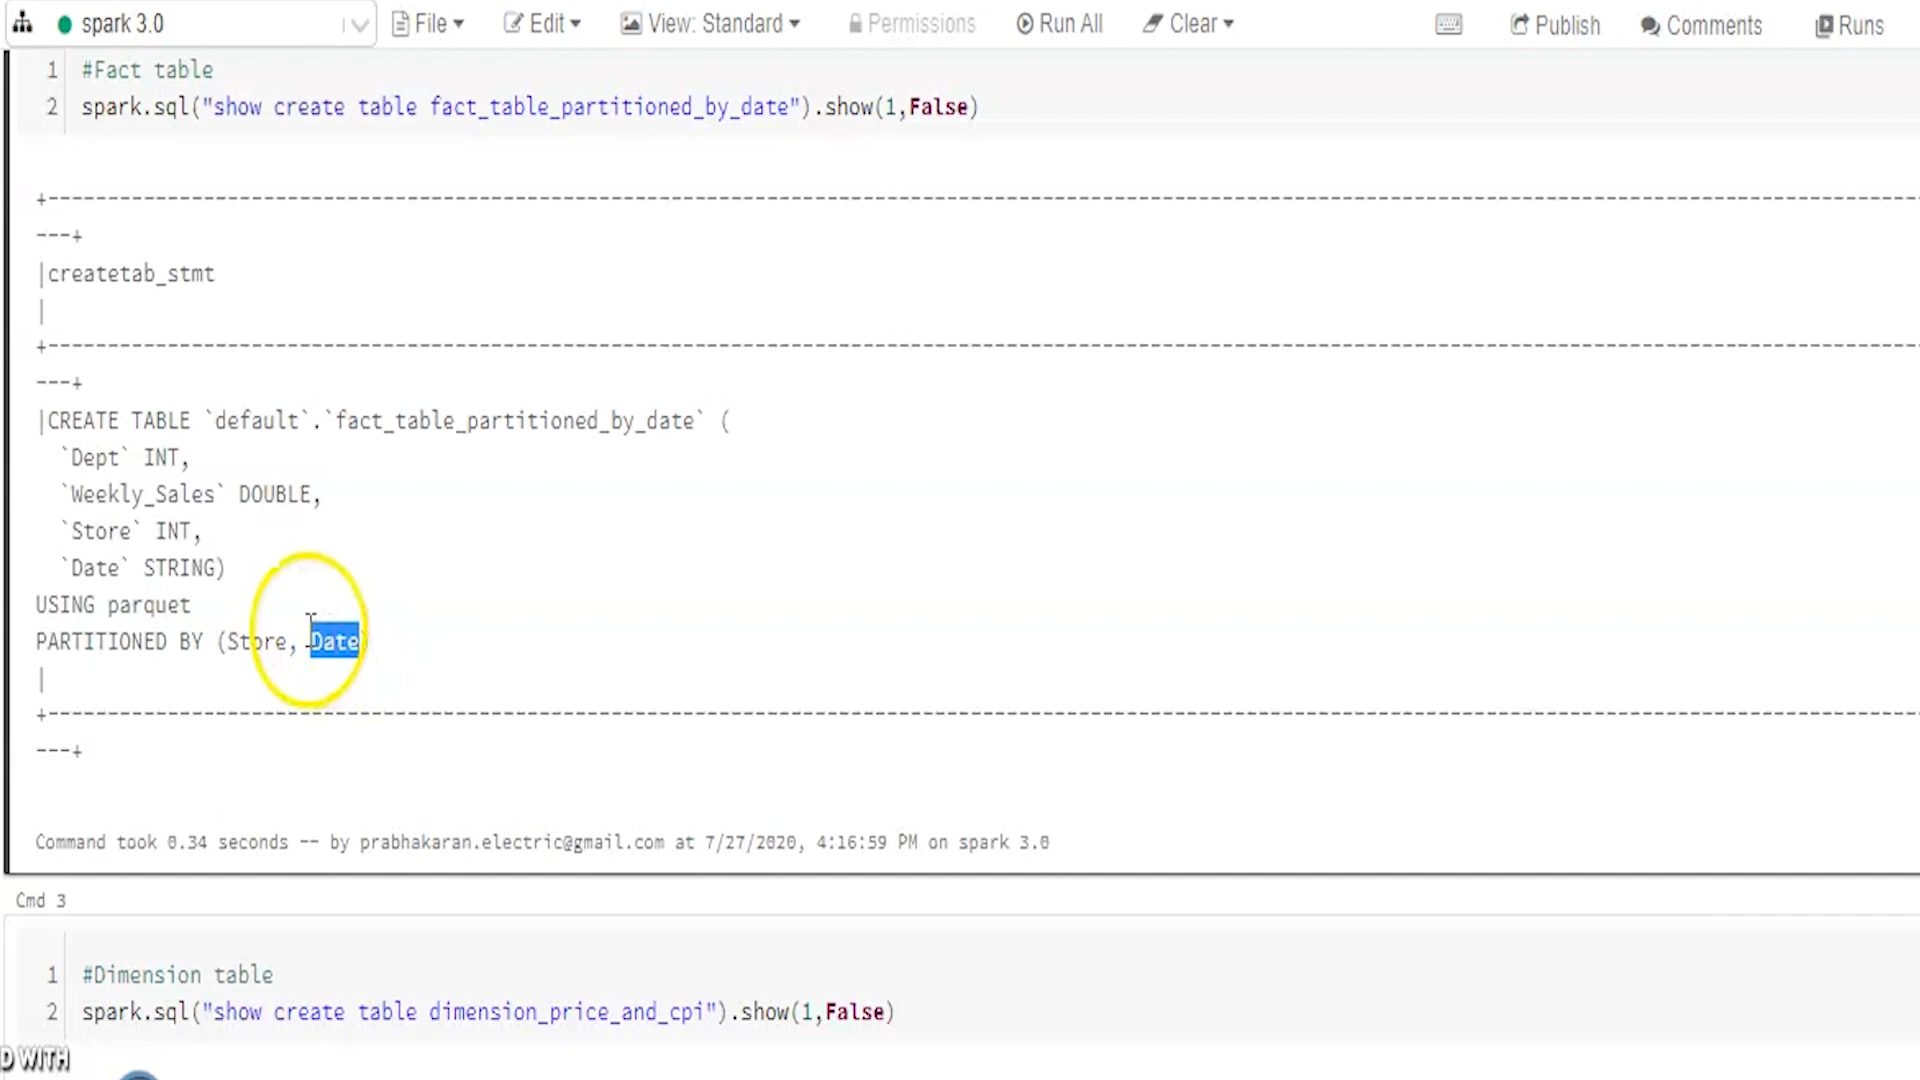 spark 3.0 File Edit View: Standard Permissions Run All Clear Publish Comments Runs
1 #Fact table
2 spark.sql("show create table fact_table_partitioned_by_date").show(1,False)
+--------------------------------------------------------------------------------------------------------------------------------------------------------------
---+
|createtab_stmt
|
+--------------------------------------------------------------------------------------------------------------------------------------------------------------
---+
|CREATE TABLE `default`.`fact_table_partitioned_by_date` (
`Dept` INT,
`Weekly_Sales` DOUBLE,
`Store` INT,
`Date` STRING)
USING parquet
PARTITIONED BY (Store, Date)
|
+--------------------------------------------------------------------------------------------------------------------------------------------------------------
---+
Command took 0.34 seconds -- by prabhakaran.electric@gmail.com at 7/27/2020, 4:16:59 PM on spark 3.0
Cmd 3
1 #Dimension table
2 spark.sql("show create table dimension_price_and_cpi").show(1,False)
D WITH